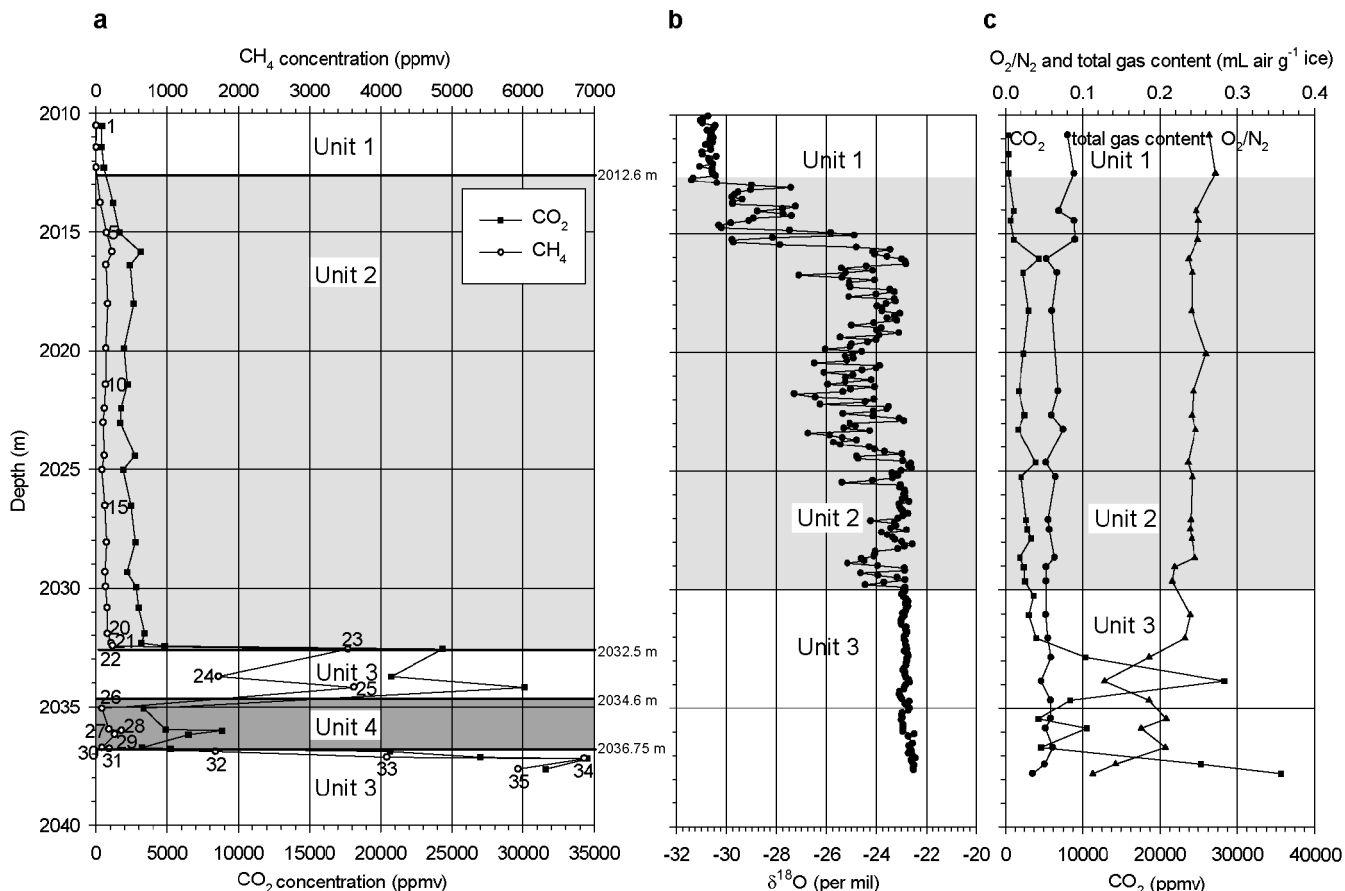 a
b
c
CH4 concentration (ppmv)
O2/N2 and total gas content (mL air g-1 ice)
0 1000 2000 3000 4000 5000 6000 7000
0.0 0.1 0.2 0.3 0.4
Depth (m)
2010
2015
2020
2025
2030
2035
2040
1
5
10
15
20
21
22
23
24
25
26
27
28
29
30
31
32
33
34
35
Unit 1
Unit 2
Unit 3
Unit 4
Unit 3
2012.6 m
2032.5 m
2034.6 m
2036.75 m
CO2
CH4
0 5000 10000 15000 20000 25000 30000 35000
CO2 concentration (ppmv)
Unit 1
Unit 2
Unit 3
-32 -30 -28 -26 -24 -22 -20
δ18O (per mil)
CO2 total gas content O2/N2
Unit 1
Unit 2
Unit 3
0 10000 20000 30000 40000
CO2 (ppmv)